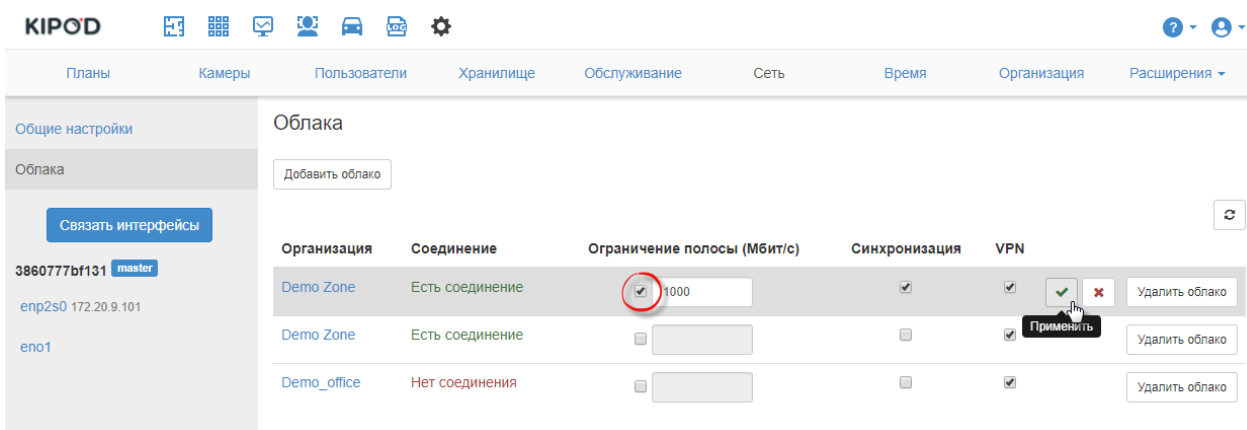 KIPOD
LOG
?
Планы Камеры Пользователи Хранилище Обслуживание Сеть Время Организация Расширения
Общие настройки
Облака
Связать интерфейсы
3860777bf131 master
enp2s0 172.20.9.101
eno1
Облака
Добавить облако
Организация Соединение Ограничение полосы (Мбит/с) Синхронизация VPN
Demo Zone Есть соединение 1000 Удалить облако
Применить
Demo Zone Есть соединение Удалить облако
Demo_office Нет соединения Удалить облако